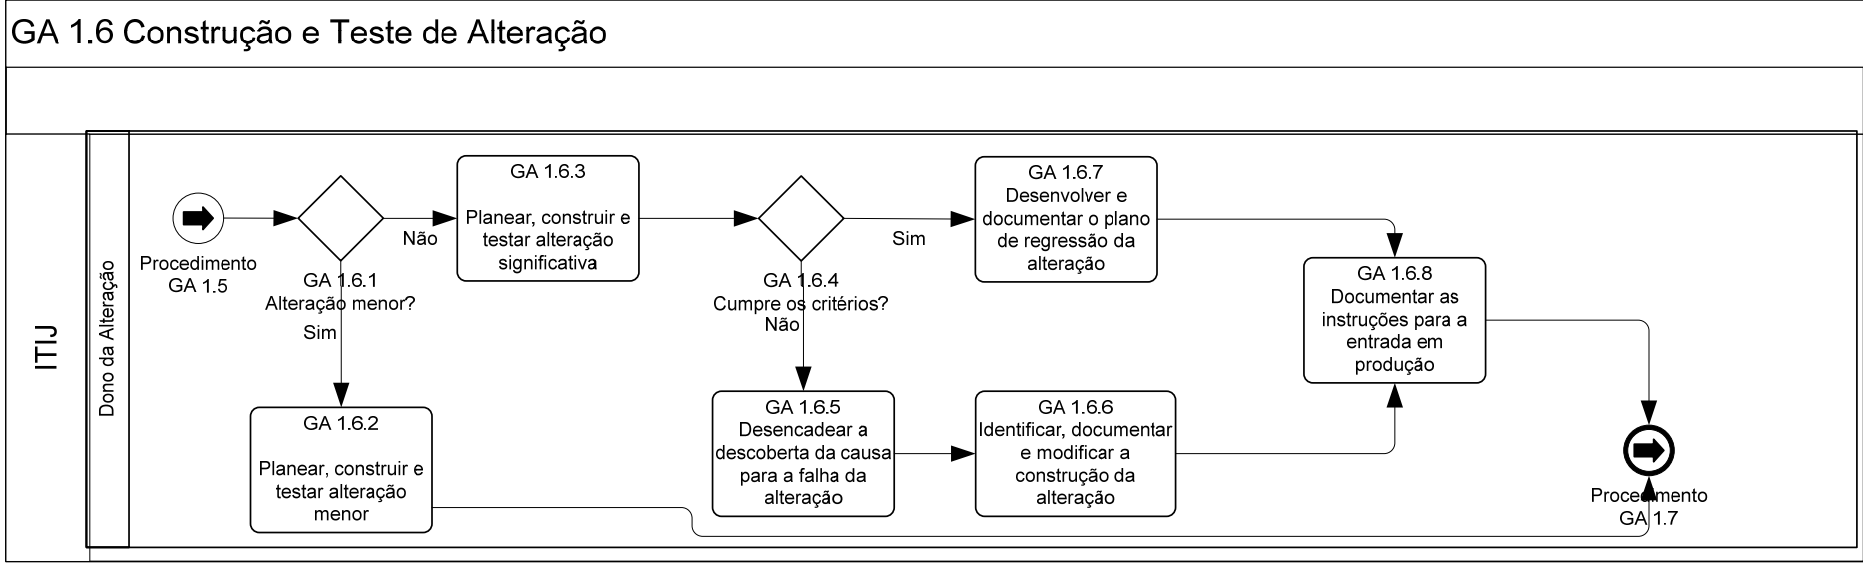 GA 1.6 Construção e Teste de Alteração
ITIJ
Dono da Alteração
Procedimento
GA 1.5
GA 1.6.1
Alteração menor?
Não
Sim
GA 1.6.2
Planear, construir e
testar alteração
menor
GA 1.6.3
Planear, construir e
testar alteração
significativa
GA 1.6.4
Cumpre os critérios?
Não
Sim
GA 1.6.5
Desencadear a
descoberta da causa
para a falha da
alteração
GA 1.6.6
Identificar, documentar
e modificar a
construção da
alteração
GA 1.6.7
Desenvolver e
documentar o plano
de regressão da
alteração
GA 1.6.8
Documentar as
instruções para a
entrada em
produção
Procedimento
GA 1.7